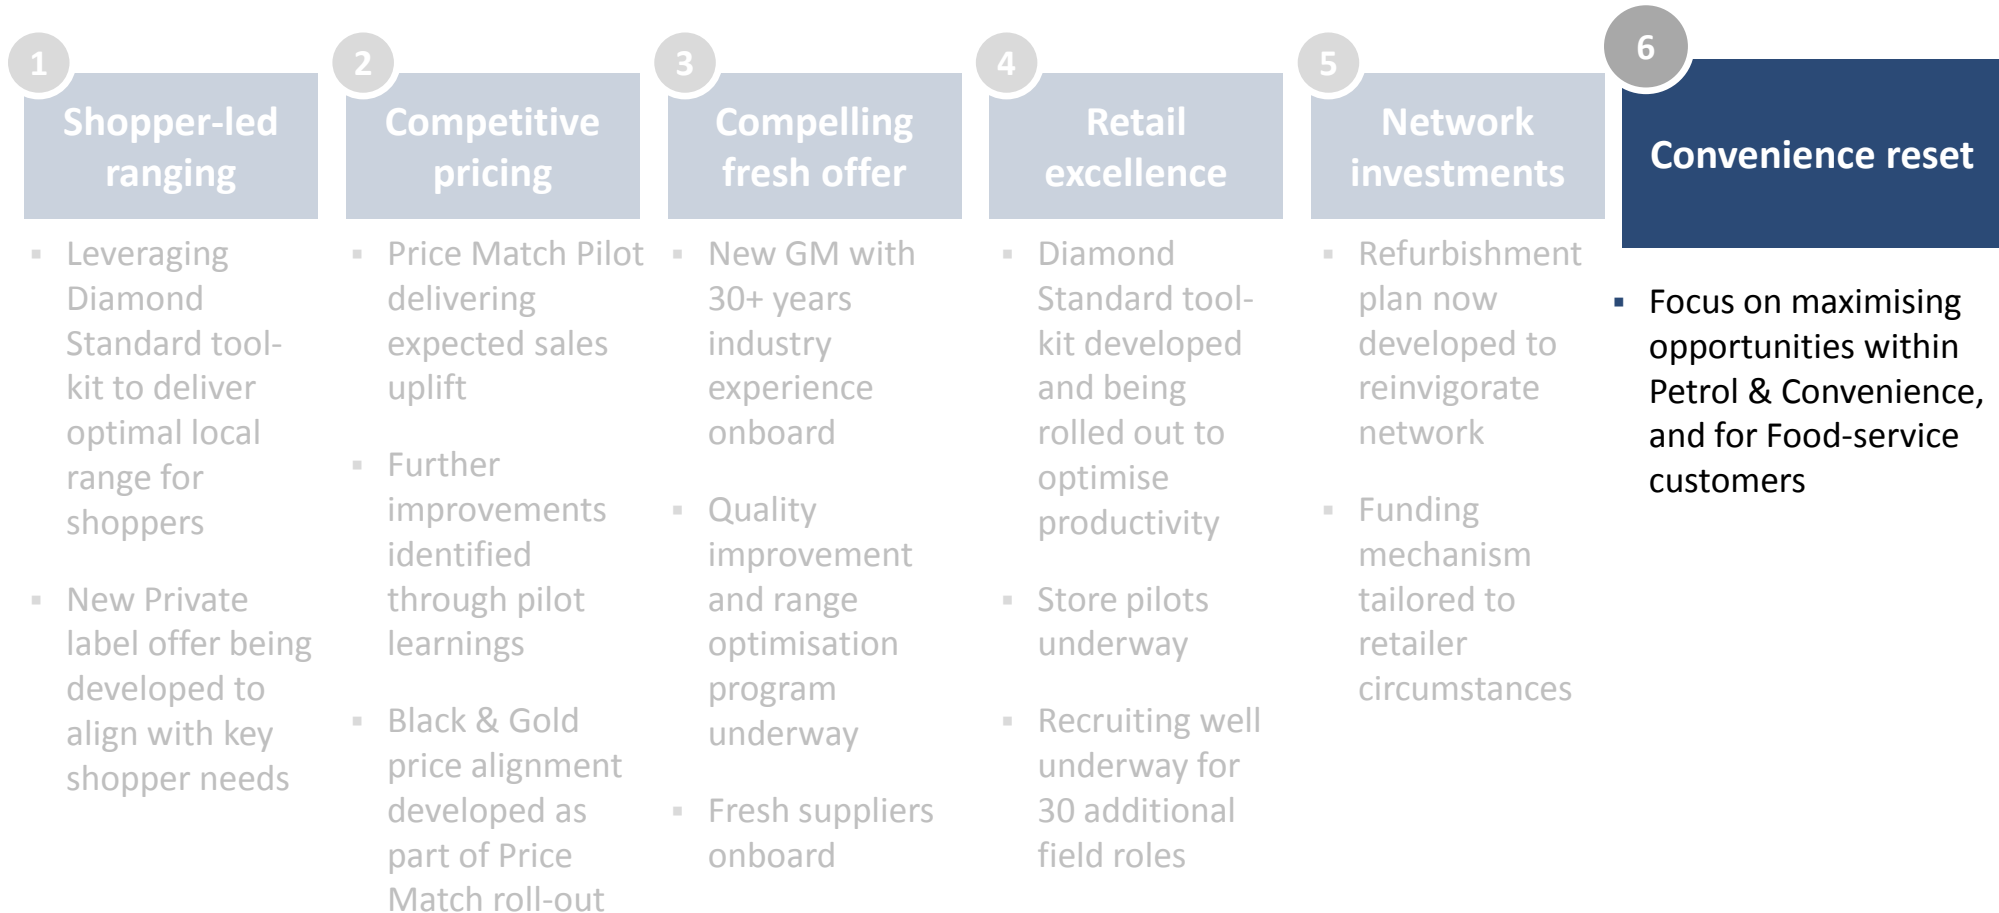 1
Shopper-led
ranging
▪ Leveraging
Diamond
Standard tool-
kit to deliver
optimal local
range for
shoppers
▪ New Private
label offer being
developed to
align with key
shopper needs
2
Competitive
pricing
▪ Price Match Pilot
delivering
expected sales
uplift
▪ Further
improvements
identified
through pilot
learnings
▪ Black & Gold
price alignment
developed as
part of Price
Match roll-out
3
Compelling
fresh offer
▪ New GM with
30+ years
industry
experience
onboard
▪ Quality
improvement
and range
optimisation
program
underway
▪ Fresh suppliers
onboard
4
Retail
excellence
▪ Diamond
Standard tool-
kit developed
and being
rolled out to
optimise
productivity
▪ Store pilots
underway
▪ Recruiting well
underway for
30 additional
field roles
5
Network
investments
▪ Refurbishment
plan now
developed to
reinvigorate
network
▪ Funding
mechanism
tailored to
retailer
circumstances
6
Convenience reset
▪ Focus on maximising
opportunities within
Petrol & Convenience,
and for Food-service
customers